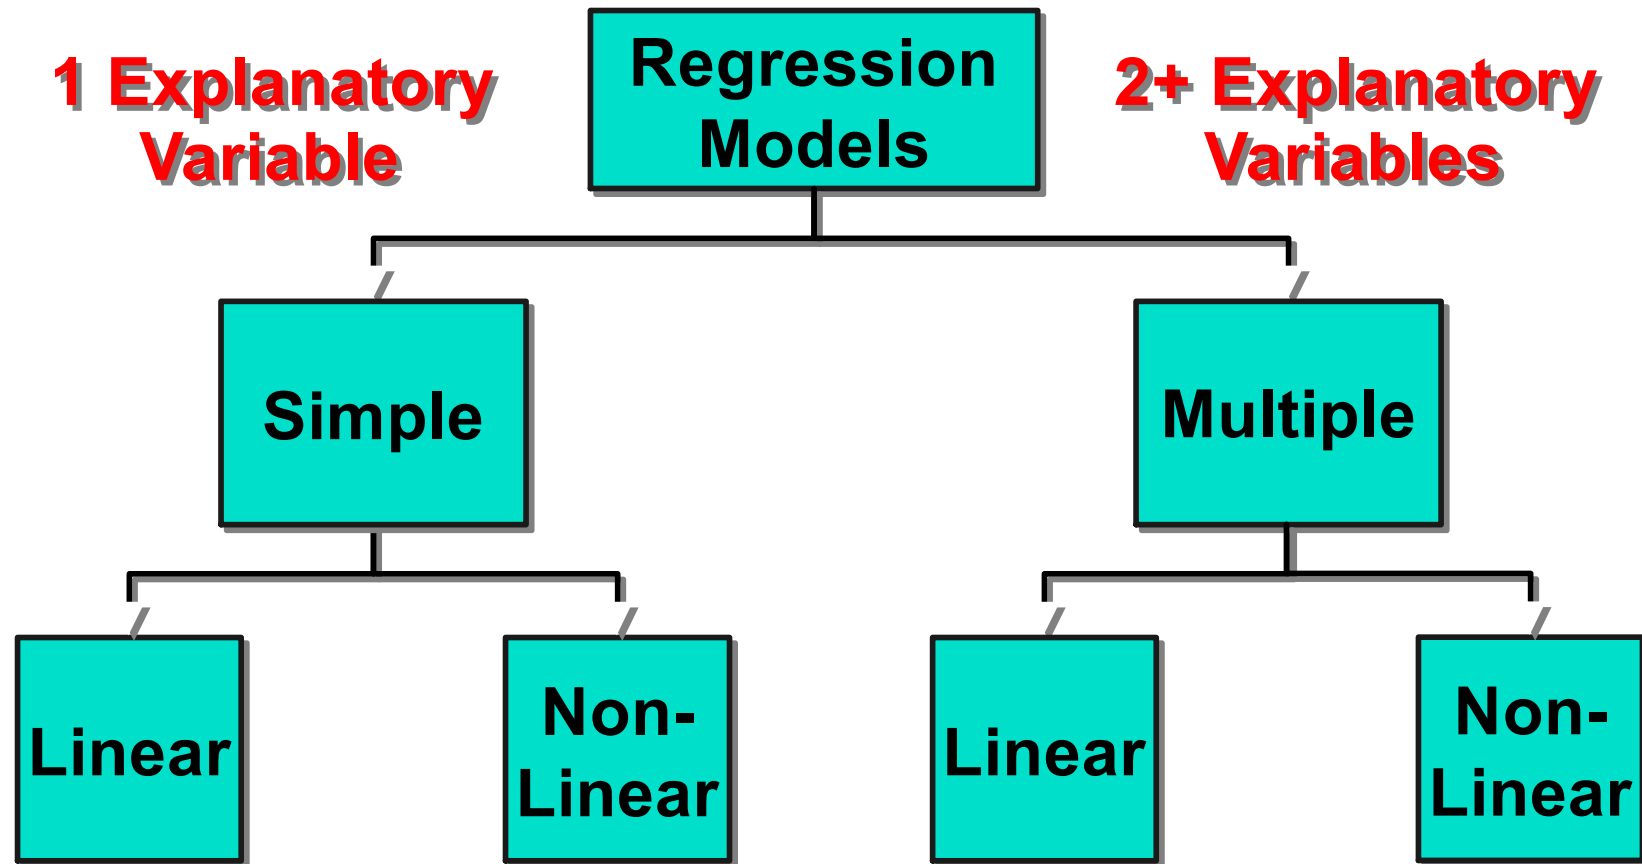 1 Explanatory
Variable
Regression
Models
2+ Explanatory
Variables
Simple
Multiple
Linear
Non-
Linear
Linear
Non-
Linear